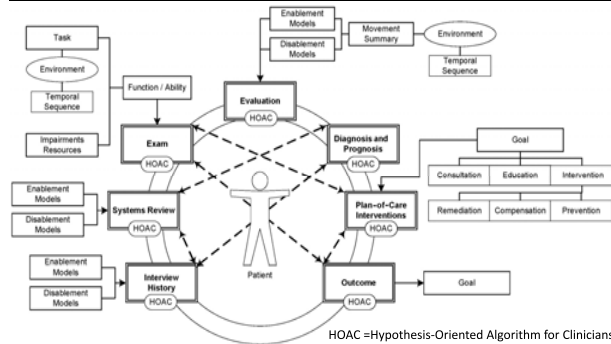 Enablement
Models
Disablement
Models
Movement
Summary
Environment
Temporal
Sequence
Task
Environment
Temporal
Sequence
Impairments
Resources
Function / Ability
Evaluation
HOAC
Exam
HOAC
Diagnosis and
Prognosis
HOAC
Goal
Consultation
Education
Intervention
Remediation
Compensation
Prevention
Enablement
Models
Disablement
Models
Systems Review
HOAC
Plan-of-Care
Interventions
HOAC
Patient
Enablement
Models
Disablement
Models
Interview
History
HOAC
Outcome
HOAC
Goal
HOAC =Hypothesis-Oriented Algorithm for Clinicians